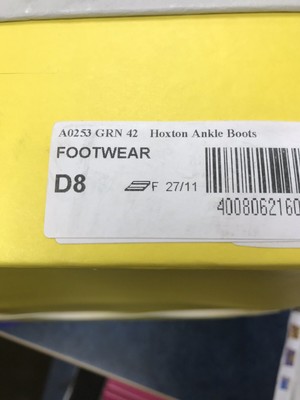 A0253 GRN 42 Hoxton Ankle Boots
FOOTWEAR
D8 F 27/11
4008062160